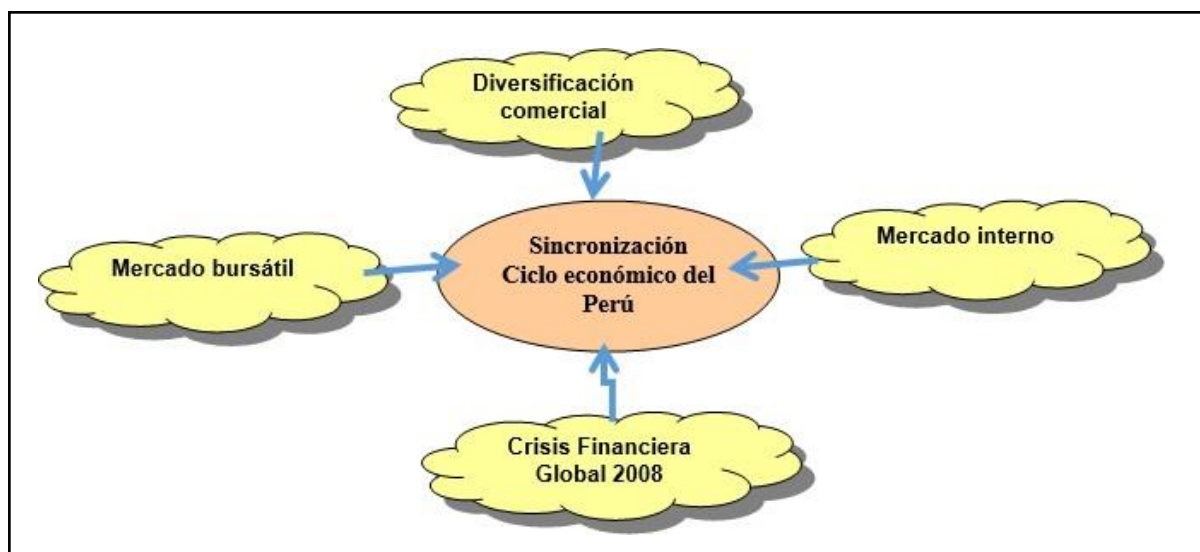 Diversificación
comercial
Mercado bursátil
Sincronización
Ciclo económico del
Perú
Mercado interno
Crisis Financiera
Global 2008